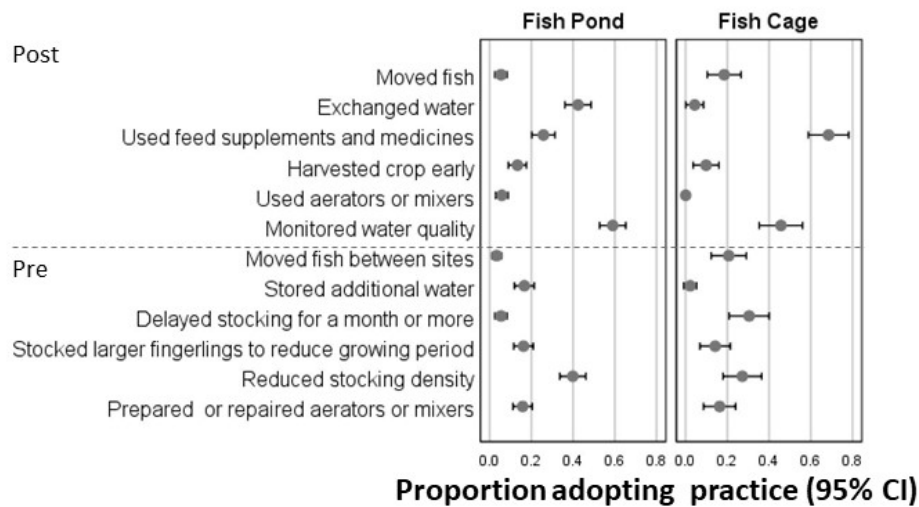 Fish Pond Fish Cage
Post
Moved fish
Exchanged water
Used feed supplements and medicines
Harvested crop early
Used aerators or mixers
Monitored water quality
Pre
Moved fish between sites
Stored additional water
Delayed stocking for a month or more
Stocked larger fingerlings to reduce growing period
Reduced stocking density
Prepared or repaired aerators or mixers
0.0 0.2 0.4 0.6 0.8 0.0 0.2 0.4 0.6 0.8
Proportion adopting practice (95% CI)